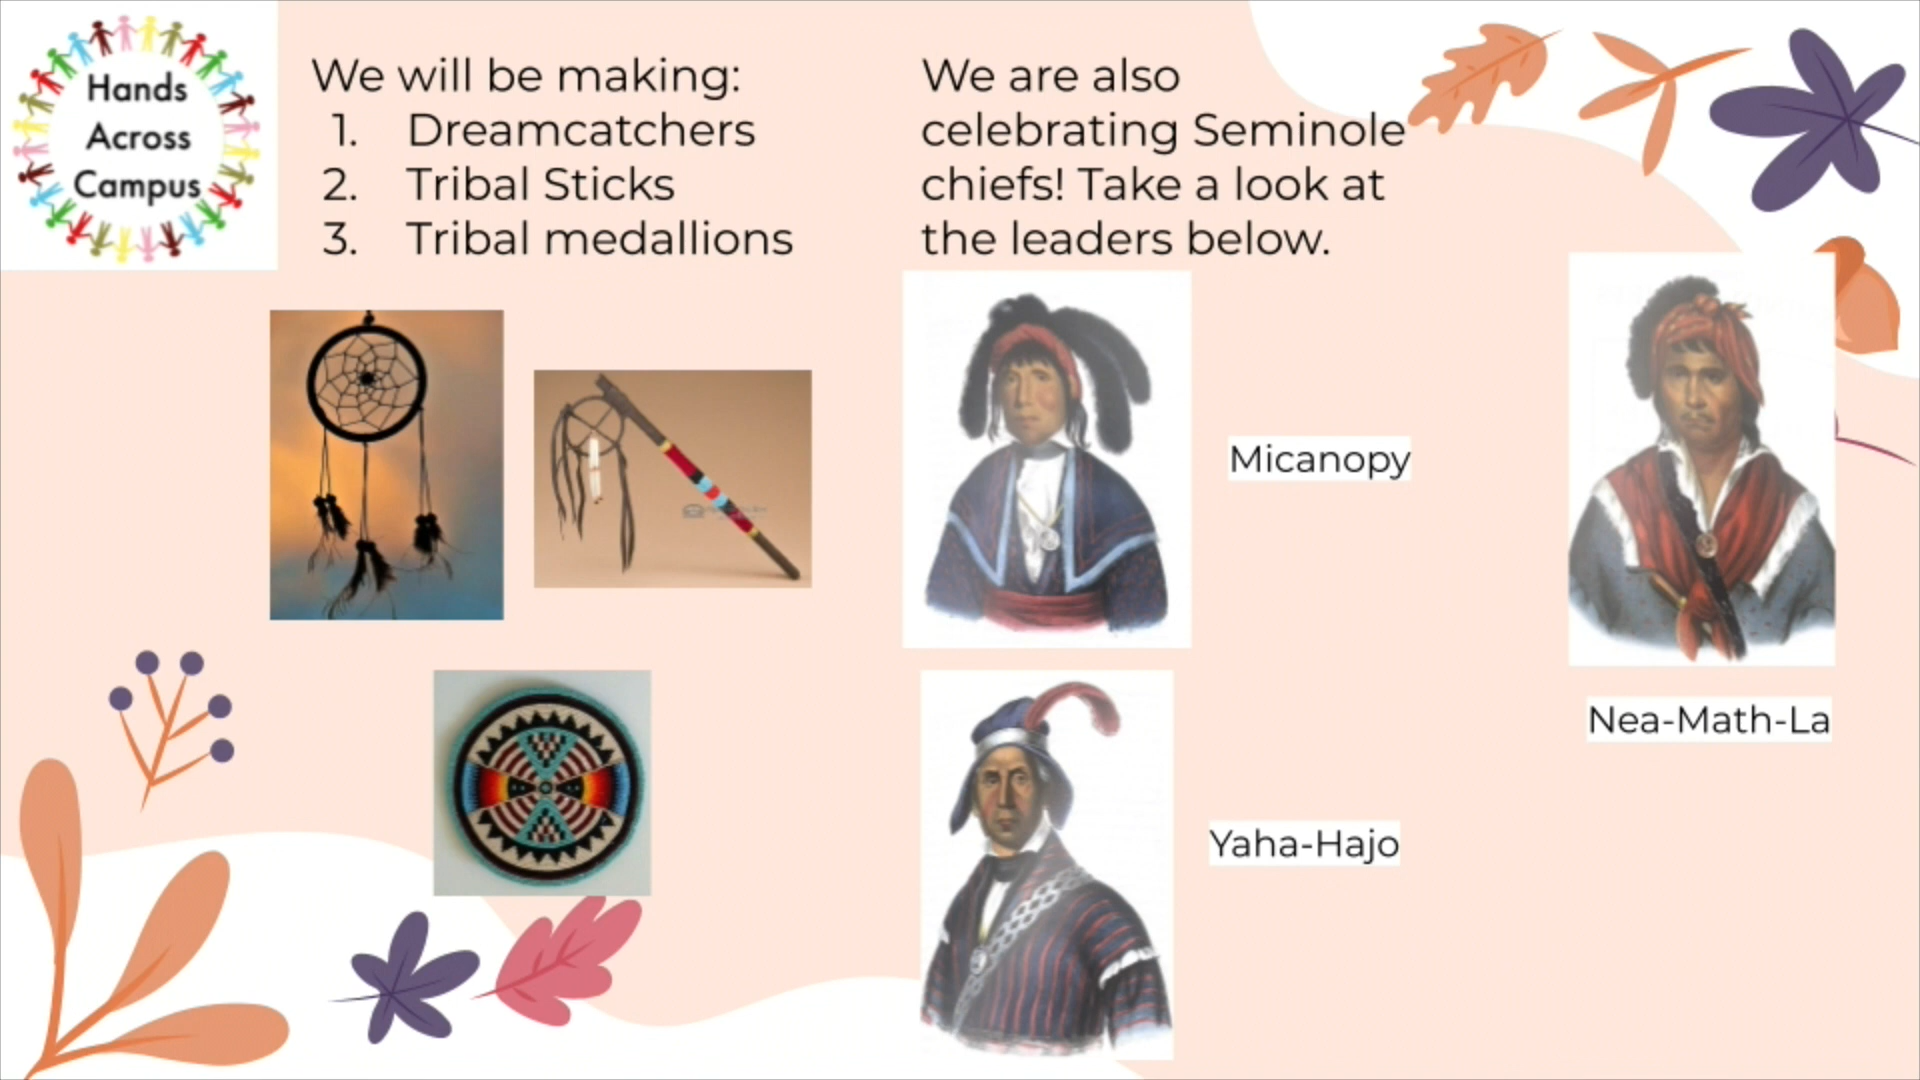 Hands
Across
Campus
We will be making:
1. Dreamcatchers
2. Tribal Sticks
3. Tribal medallions
We are also
celebrating Seminole
chiefs! Take a look at
the leaders below.
Micanopy
Nea-Math-La
Yaha-Hajo